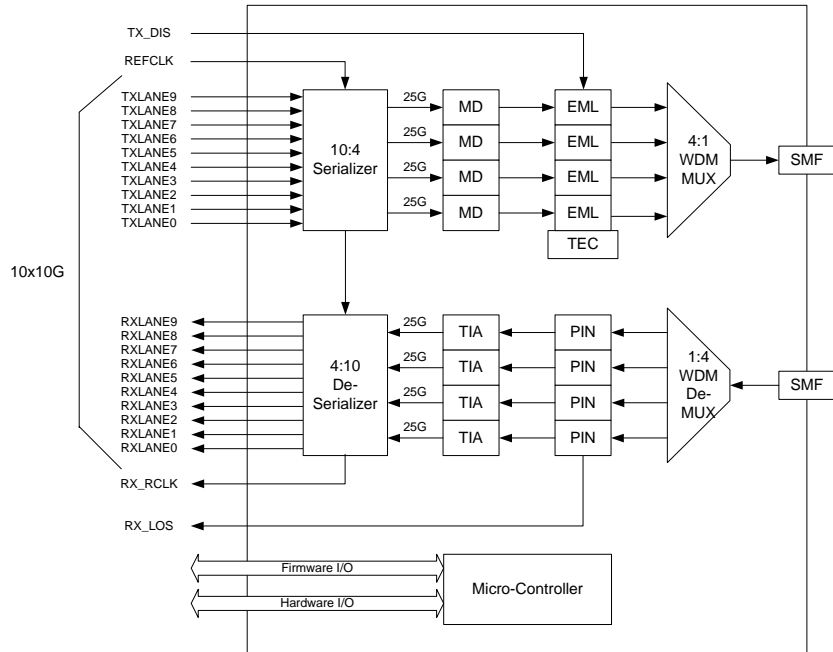 TX_DIS
REFCLK
TXLANE9
TXLANE8
TXLANE7
TXLANE6
TXLANE5
TXLANE4
TXLANE3
TXLANE2
TXLANE1
TXLANE0
10:4
Serializer
25G
25G
25G
25G
MD
MD
MD
MD
EML
EML
EML
EML
TEC
4:1
WDM
MUX
SMF
10x10G
RXLANE9
RXLANE8
RXLANE7
RXLANE6
RXLANE5
RXLANE4
RXLANE3
RXLANE2
RXLANE1
RXLANE0
4:10
De-
Serializer
25G
25G
25G
25G
TIA
TIA
TIA
TIA
PIN
PIN
PIN
PIN
1:4
WDM
De-
MUX
SMF
RX_RCLK
RX_LOS
Firmware I/O
Hardware I/O
Micro-Controller